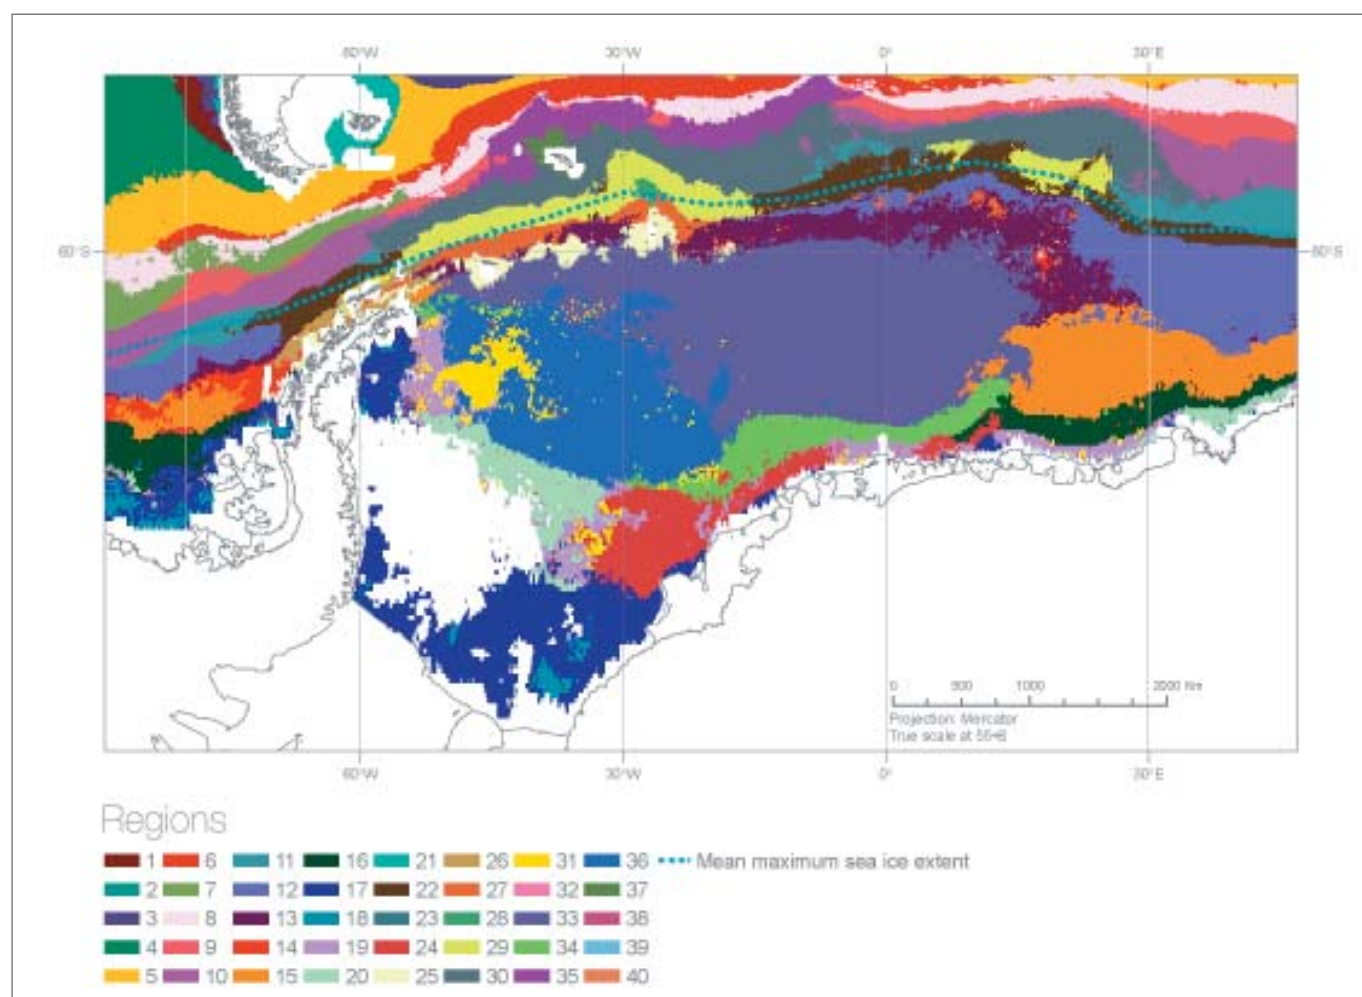 60°W 30°W 0° 30°E
60°S 60°S
0 500 1000 2000 Nm
Projection: Mercator
True scale at 55°S
60°W 30°W 0° 30°E
Regions
1 6 11 16 21 26 31 36 Mean maximum sea ice extent
2 7 12 17 22 27 32 37
3 8 13 18 23 28 33 38
4 9 14 19 24 29 34 39
5 10 15 20 25 30 35 40